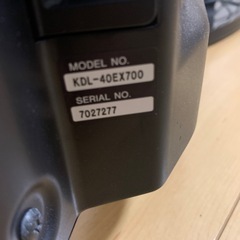 MODEL NO.
KDL-40EX700
SERIAL NO.
7027277